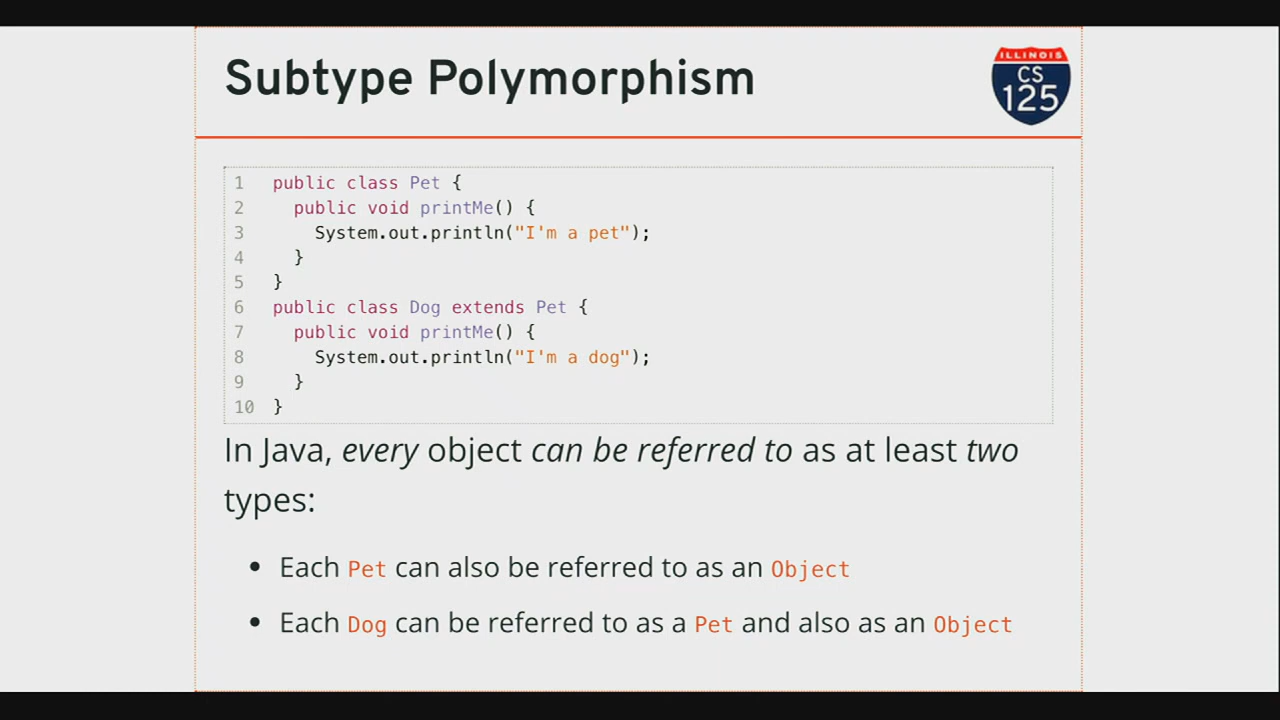 Subtype Polymorphism
ILLINOIS
CS
125
1 public class Pet {
2 public void printMe() {
3 System.out.println("I'm a pet");
4 }
5 }
6 public class Dog extends Pet {
7 public void printMe() {
8 System.out.println("I'm a dog");
9 }
10 }
In Java, every object can be referred to as at least two
types:
• Each Pet can also be referred to as an Object
• Each Dog can be referred to as a Pet and also as an Object